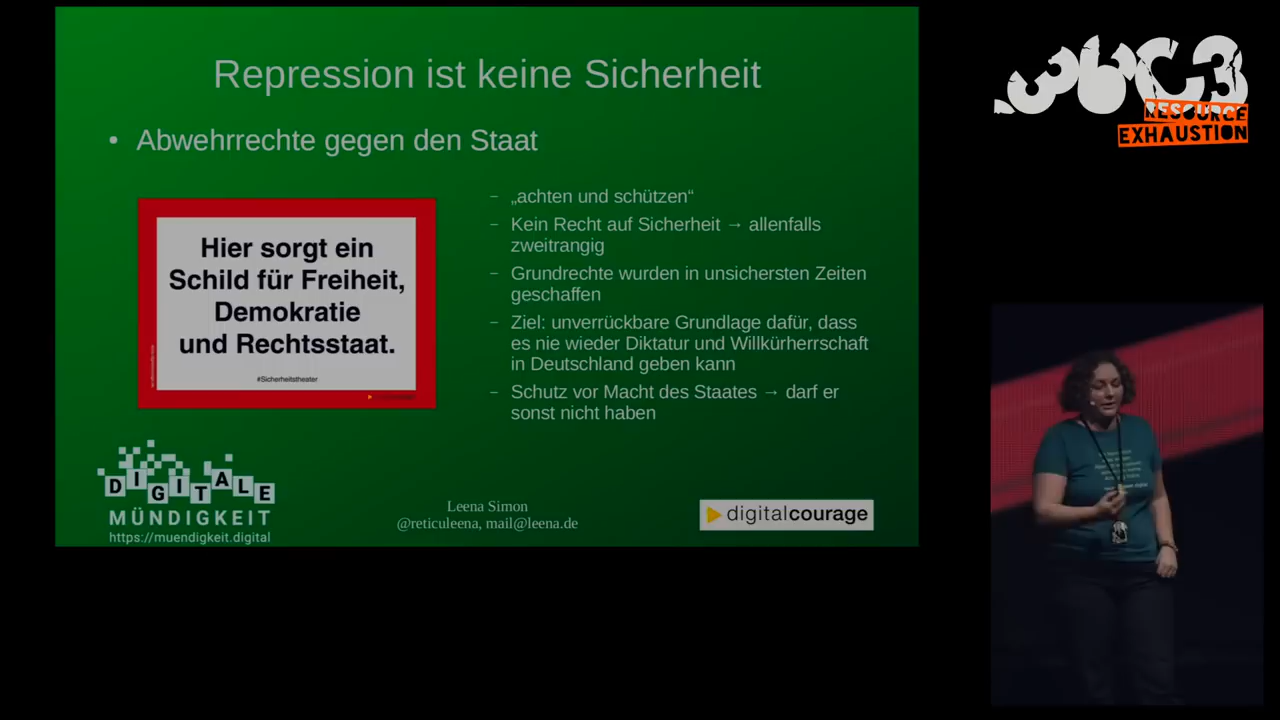 Repression ist keine Sicherheit
• Abwehrrechte gegen den Staat
Hier sorgt ein
Schild für Freiheit,
Demokratie
und Rechtsstaat.
#Sicherheitstheater
– „achten und schützen“
– Kein Recht auf Sicherheit → allenfalls
zweitrangig
– Grundrechte wurden in unsichersten Zeiten
geschaffen
– Ziel: unverrückbare Grundlage dafür, dass
es nie wieder Diktatur und Willkürherrschaft
in Deutschland geben kann
– Schutz vor Macht des Staates → darf er
sonst nicht haben
DIGITALE
MÜNDIGKEIT
https://muendigkeit.digital
Leena Simon
@reticuleena, mail@leena.de
digitalcourage
36C3
RESOURCE
EXHAUSTION